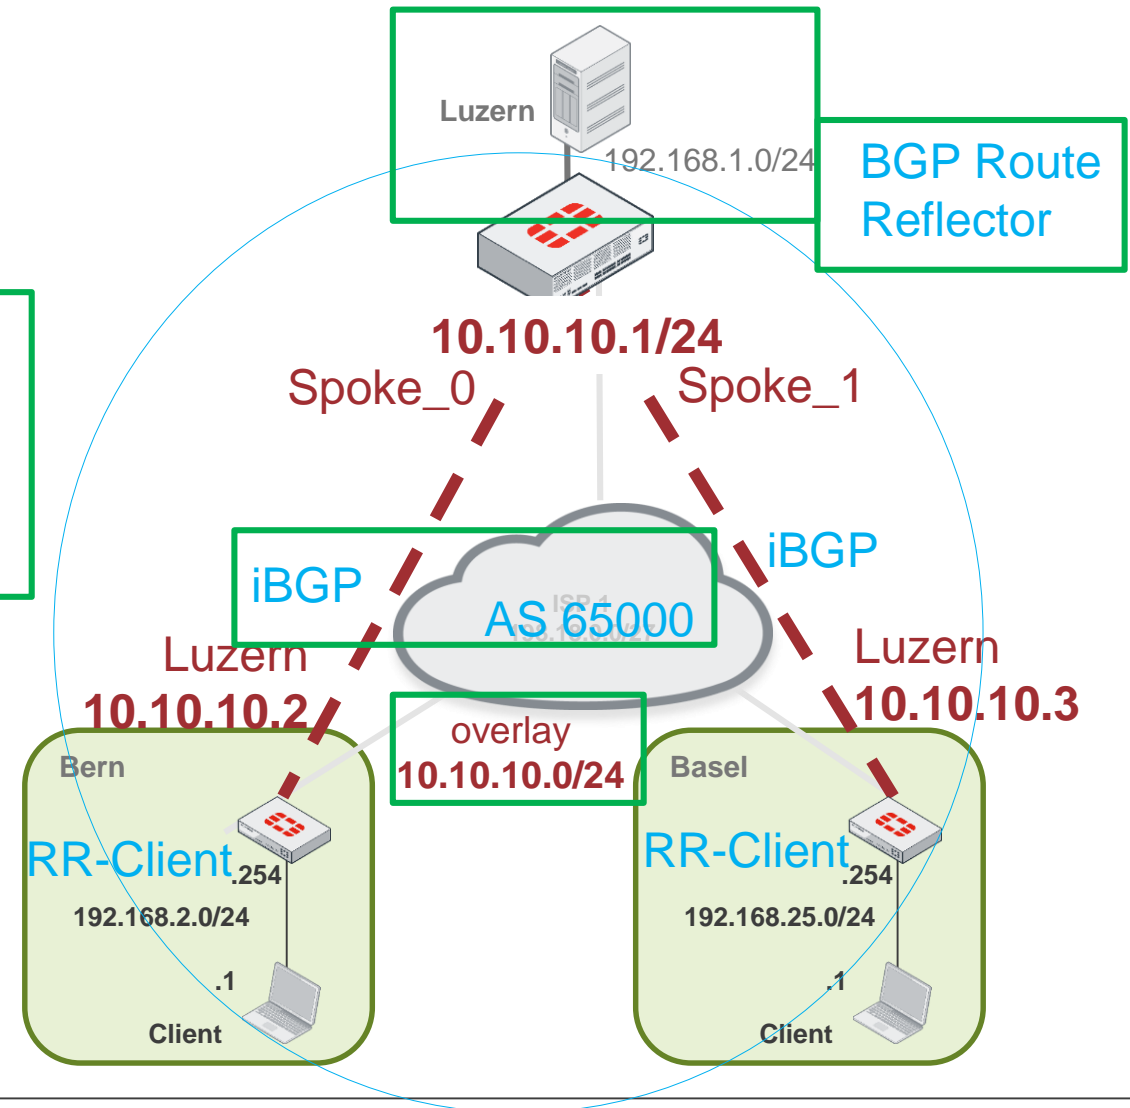 Luzern
192.168.1.0/24
BGP Route
Reflector
10.10.10.1/24
Spoke_0
Spoke_1
iBGP
iBGP
ISP 1
AS 65000
Luzern
10.10.10.2
Luzern
10.10.10.3
overlay
10.10.10.0/24
Bern
RR-Client
.254
192.168.2.0/24
.1
Client
Basel
RR-Client
.254
192.168.25.0/24
.1
Client